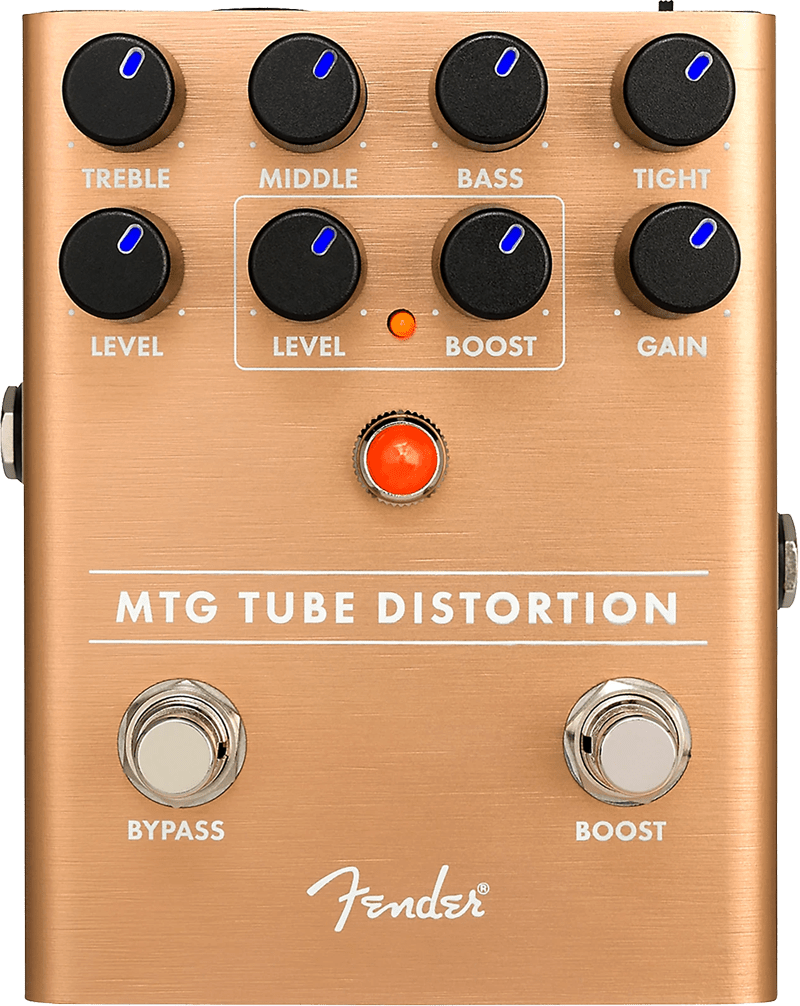 TREBLE MIDDLE BASS TIGHT
LEVEL LEVEL BOOST GAIN
MTG TUBE DISTORTION
BYPASS BOOST
Fender®